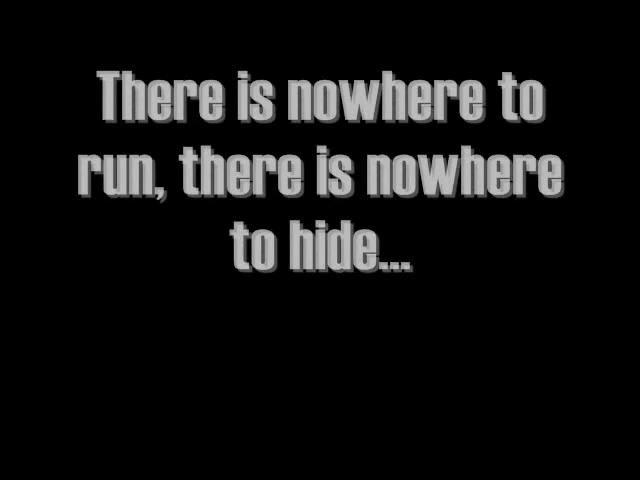 There is nowhere to
run, there is nowhere
to hide...